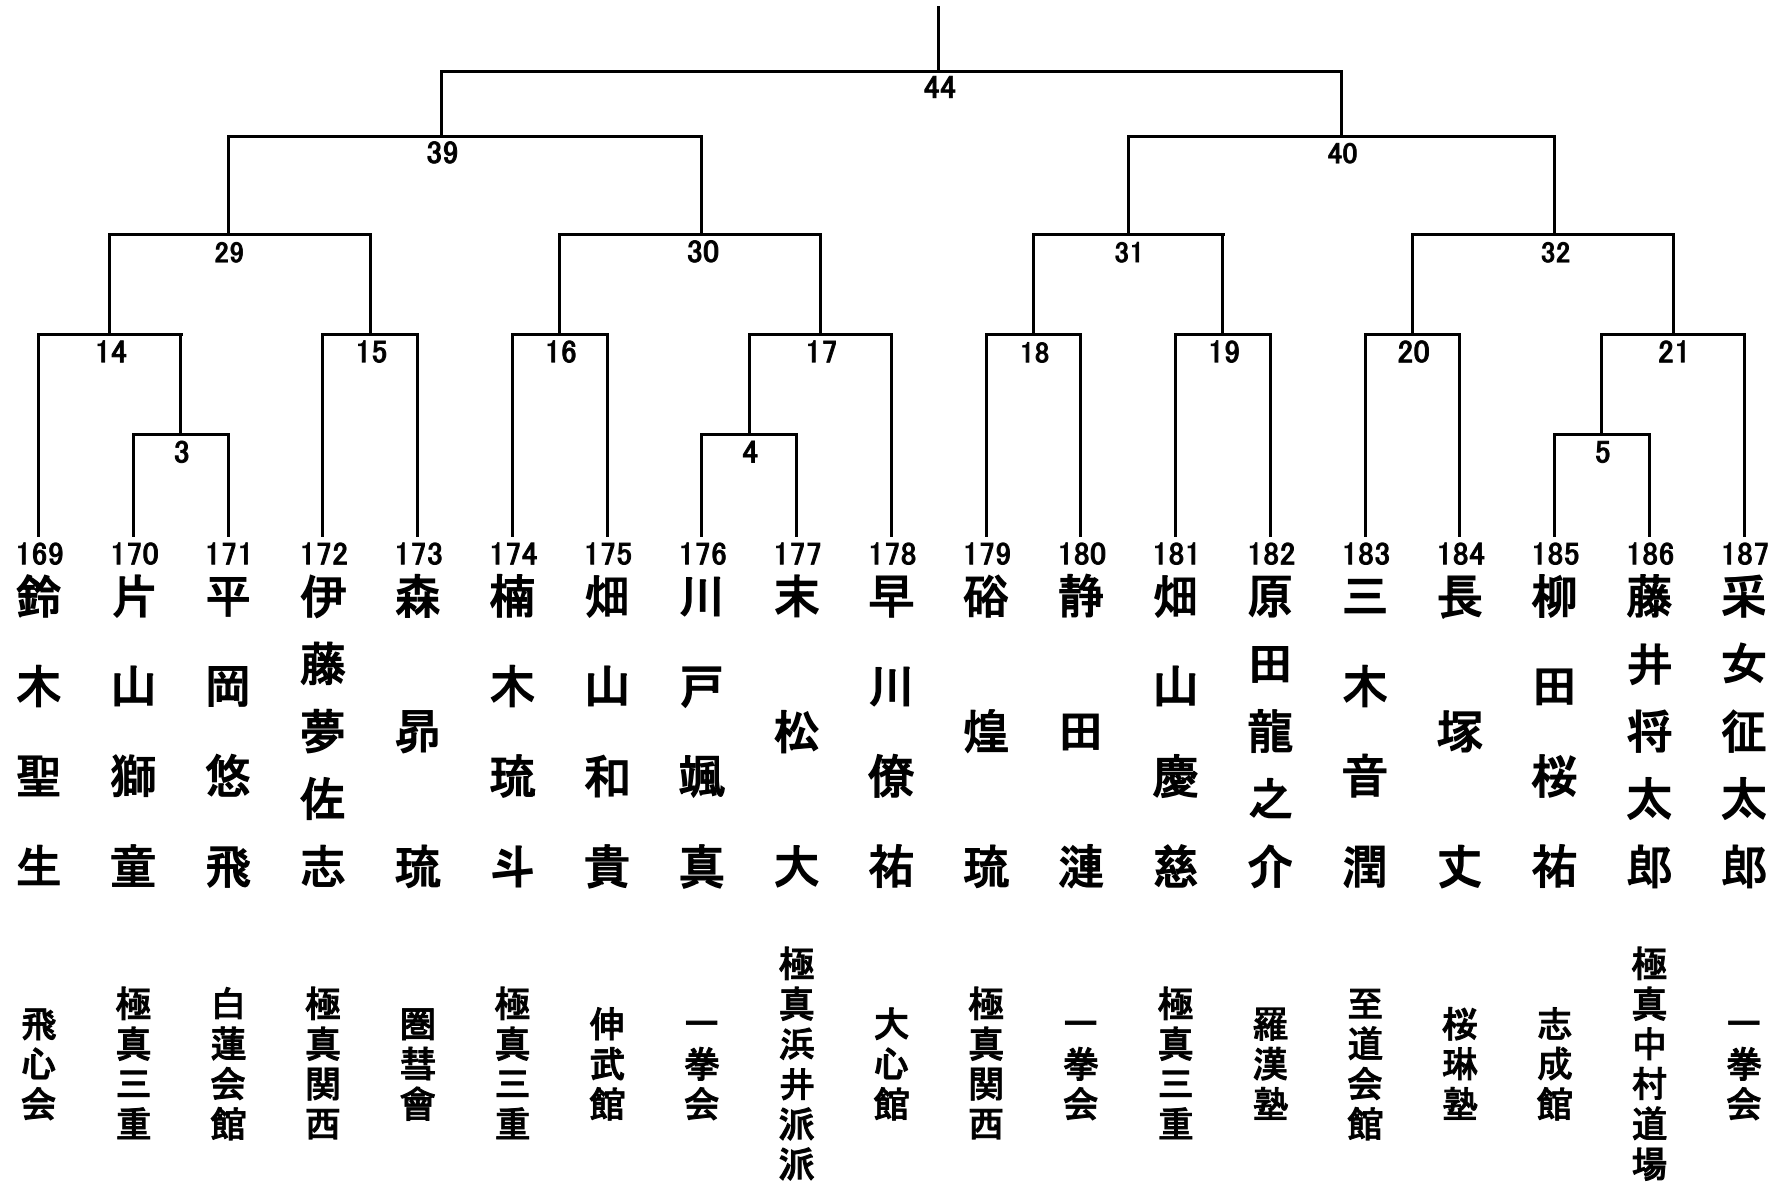 44
39
40
29
30
31
32
14
15
16
17
18
19
20
21
3
4
5
169
鈴木聖生
飛心会
170
片山獅童
極真三重
171
平岡悠飛
白蓮会館
172
伊藤夢佐志
極真関西
173
森昴琉
圏彗會
174
楠木琉斗
極真三重
175
畑山和貴
伸武館
176
川戸颯真
一拳会
177
末松大
極真浜井派派
178
早川僚祐
大心館
179
硲煌琉
極真関西
180
静田漣
一拳会
181
畑山慶慈
極真三重
182
原田龍之介
羅漢塾
183
三木音潤
至道会館
184
長塚丈
桜琳塾
185
柳田桜祐
志成館
186
藤井将太郎
極真中村道場
187
采女征太郎
一拳会